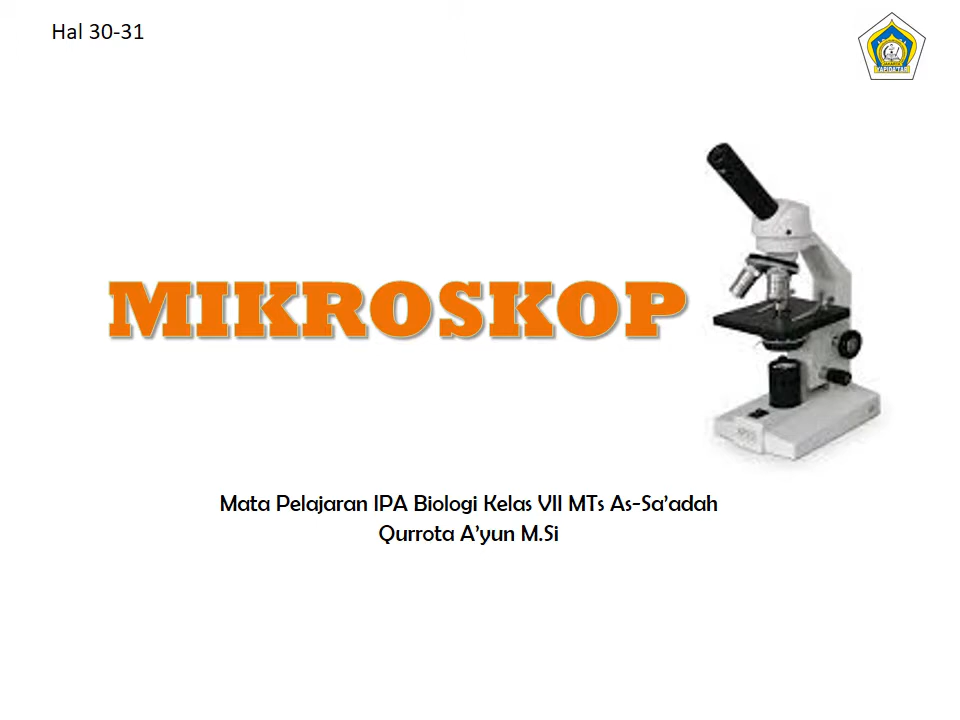 Hal 30-31
MIKROSKOP
Mata Pelajaran IPA Biologi Kelas VII MTs As-Sa’adah
Qurrota A’yun M.Si